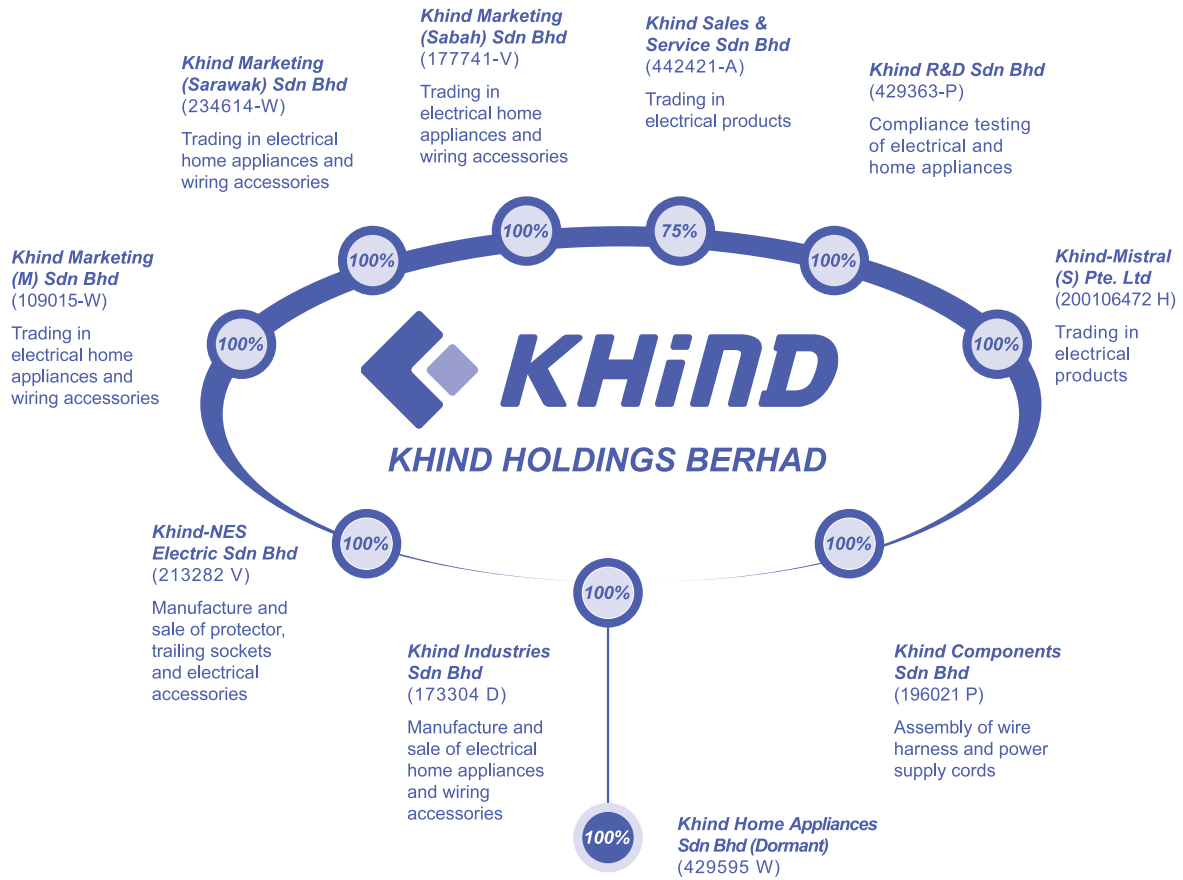 Khind Marketing
(Sabah) Sdn Bhd
(177741-V)
Trading in
electrical home
appliances and
wiring accessories
Khind Sales &
Service Sdn Bhd
(442421-A)
Trading in
electrical products
Khind Marketing
(Sarawak) Sdn Bhd
(234614-W)
Trading in electrical
home appliances and
wiring accessories
Khind R&D Sdn Bhd
(429363-P)
Compliance testing
of electrical and
home appliances
Khind Marketing
(M) Sdn Bhd
(109015-W)
Trading in
electrical home
appliances and
wiring accessories
Khind-Mistral
(S) Pte. Ltd
(200106472 H)
Trading in
electrical
products
100%
100%
100%
75%
100%
100%
KHinD
KHIND HOLDINGS BERHAD
100%
100%
100%
Khind-NES
Electric Sdn Bhd
(213282 V)
Manufacture and
sale of protector,
trailing sockets
and electrical
accessories
Khind Industries
Sdn Bhd
(173304 D)
Manufacture and
sale of electrical
home appliances
and wiring
accessories
Khind Components
Sdn Bhd
(196021 P)
Assembly of wire
harness and power
supply cords
100%
Khind Home Appliances
Sdn Bhd (Dormant)
(429595 W)